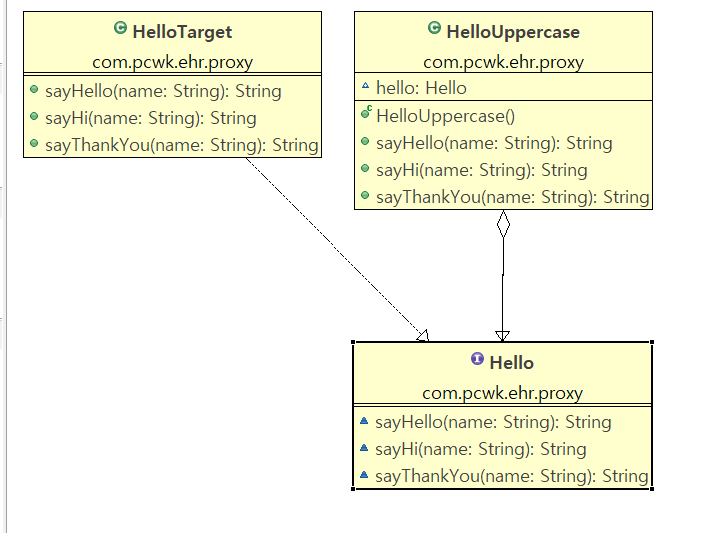 HelloTarget
com.pcwk.ehr.proxy
sayHello(name: String): String
sayHi(name: String): String
sayThankYou(name: String): String
HelloUppercase
com.pcwk.ehr.proxy
hello: Hello
HelloUppercase()
sayHello(name: String): String
sayHi(name: String): String
sayThankYou(name: String): String
Hello
com.pcwk.ehr.proxy
sayHello(name: String): String
sayHi(name: String): String
sayThankYou(name: String): String